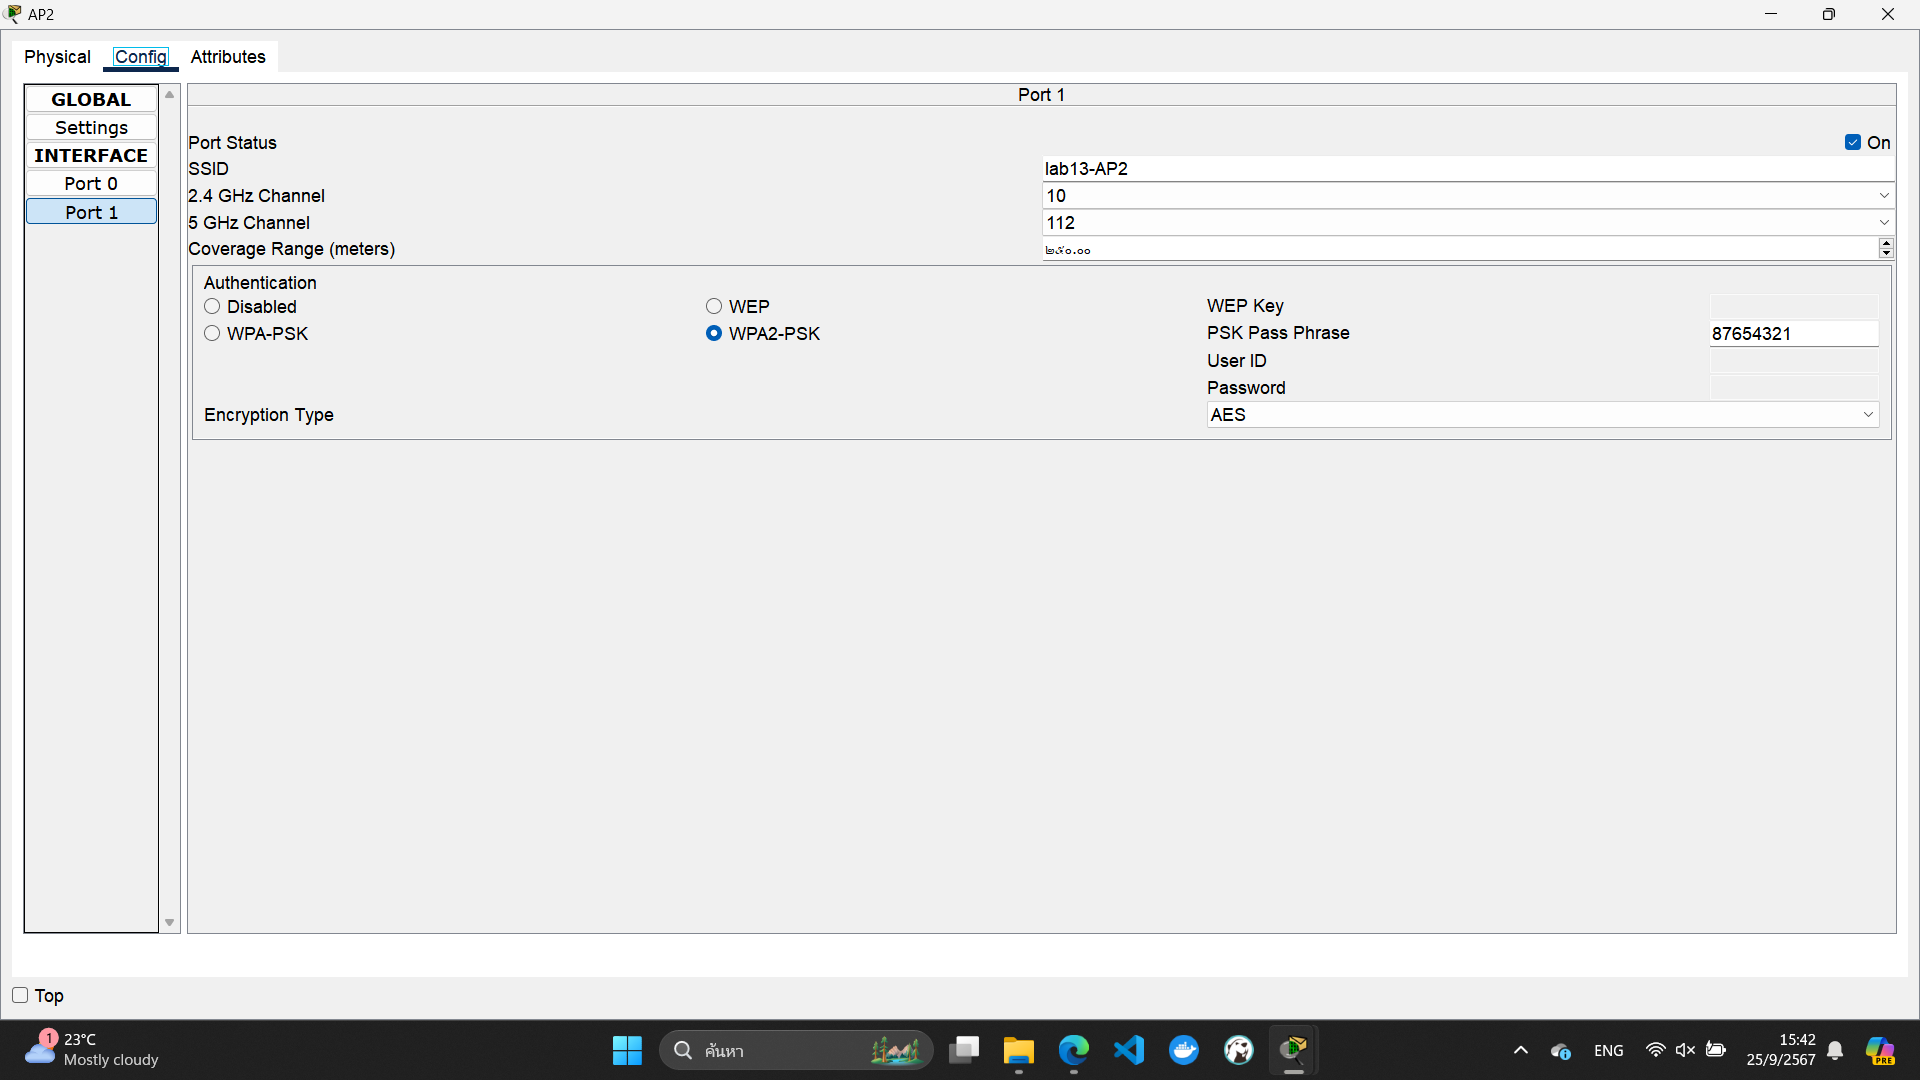 AP2
Physical Config Attributes
GLOBAL
Settings
INTERFACE
Port 0
Port 1
Port 1
Port Status On
SSID lab13-AP2
2.4 GHz Channel 10
5 GHz Channel 112
Coverage Range (meters) ๒๕๐.๐๐
Authentication
Disabled WEP WEP Key
WPA-PSK WPA2-PSK PSK Pass Phrase 87654321
User ID
Password
Encryption Type AES
Top
1
23°C
Mostly cloudy
ค้นหา
ENG
15:42
25/9/2567
PRE